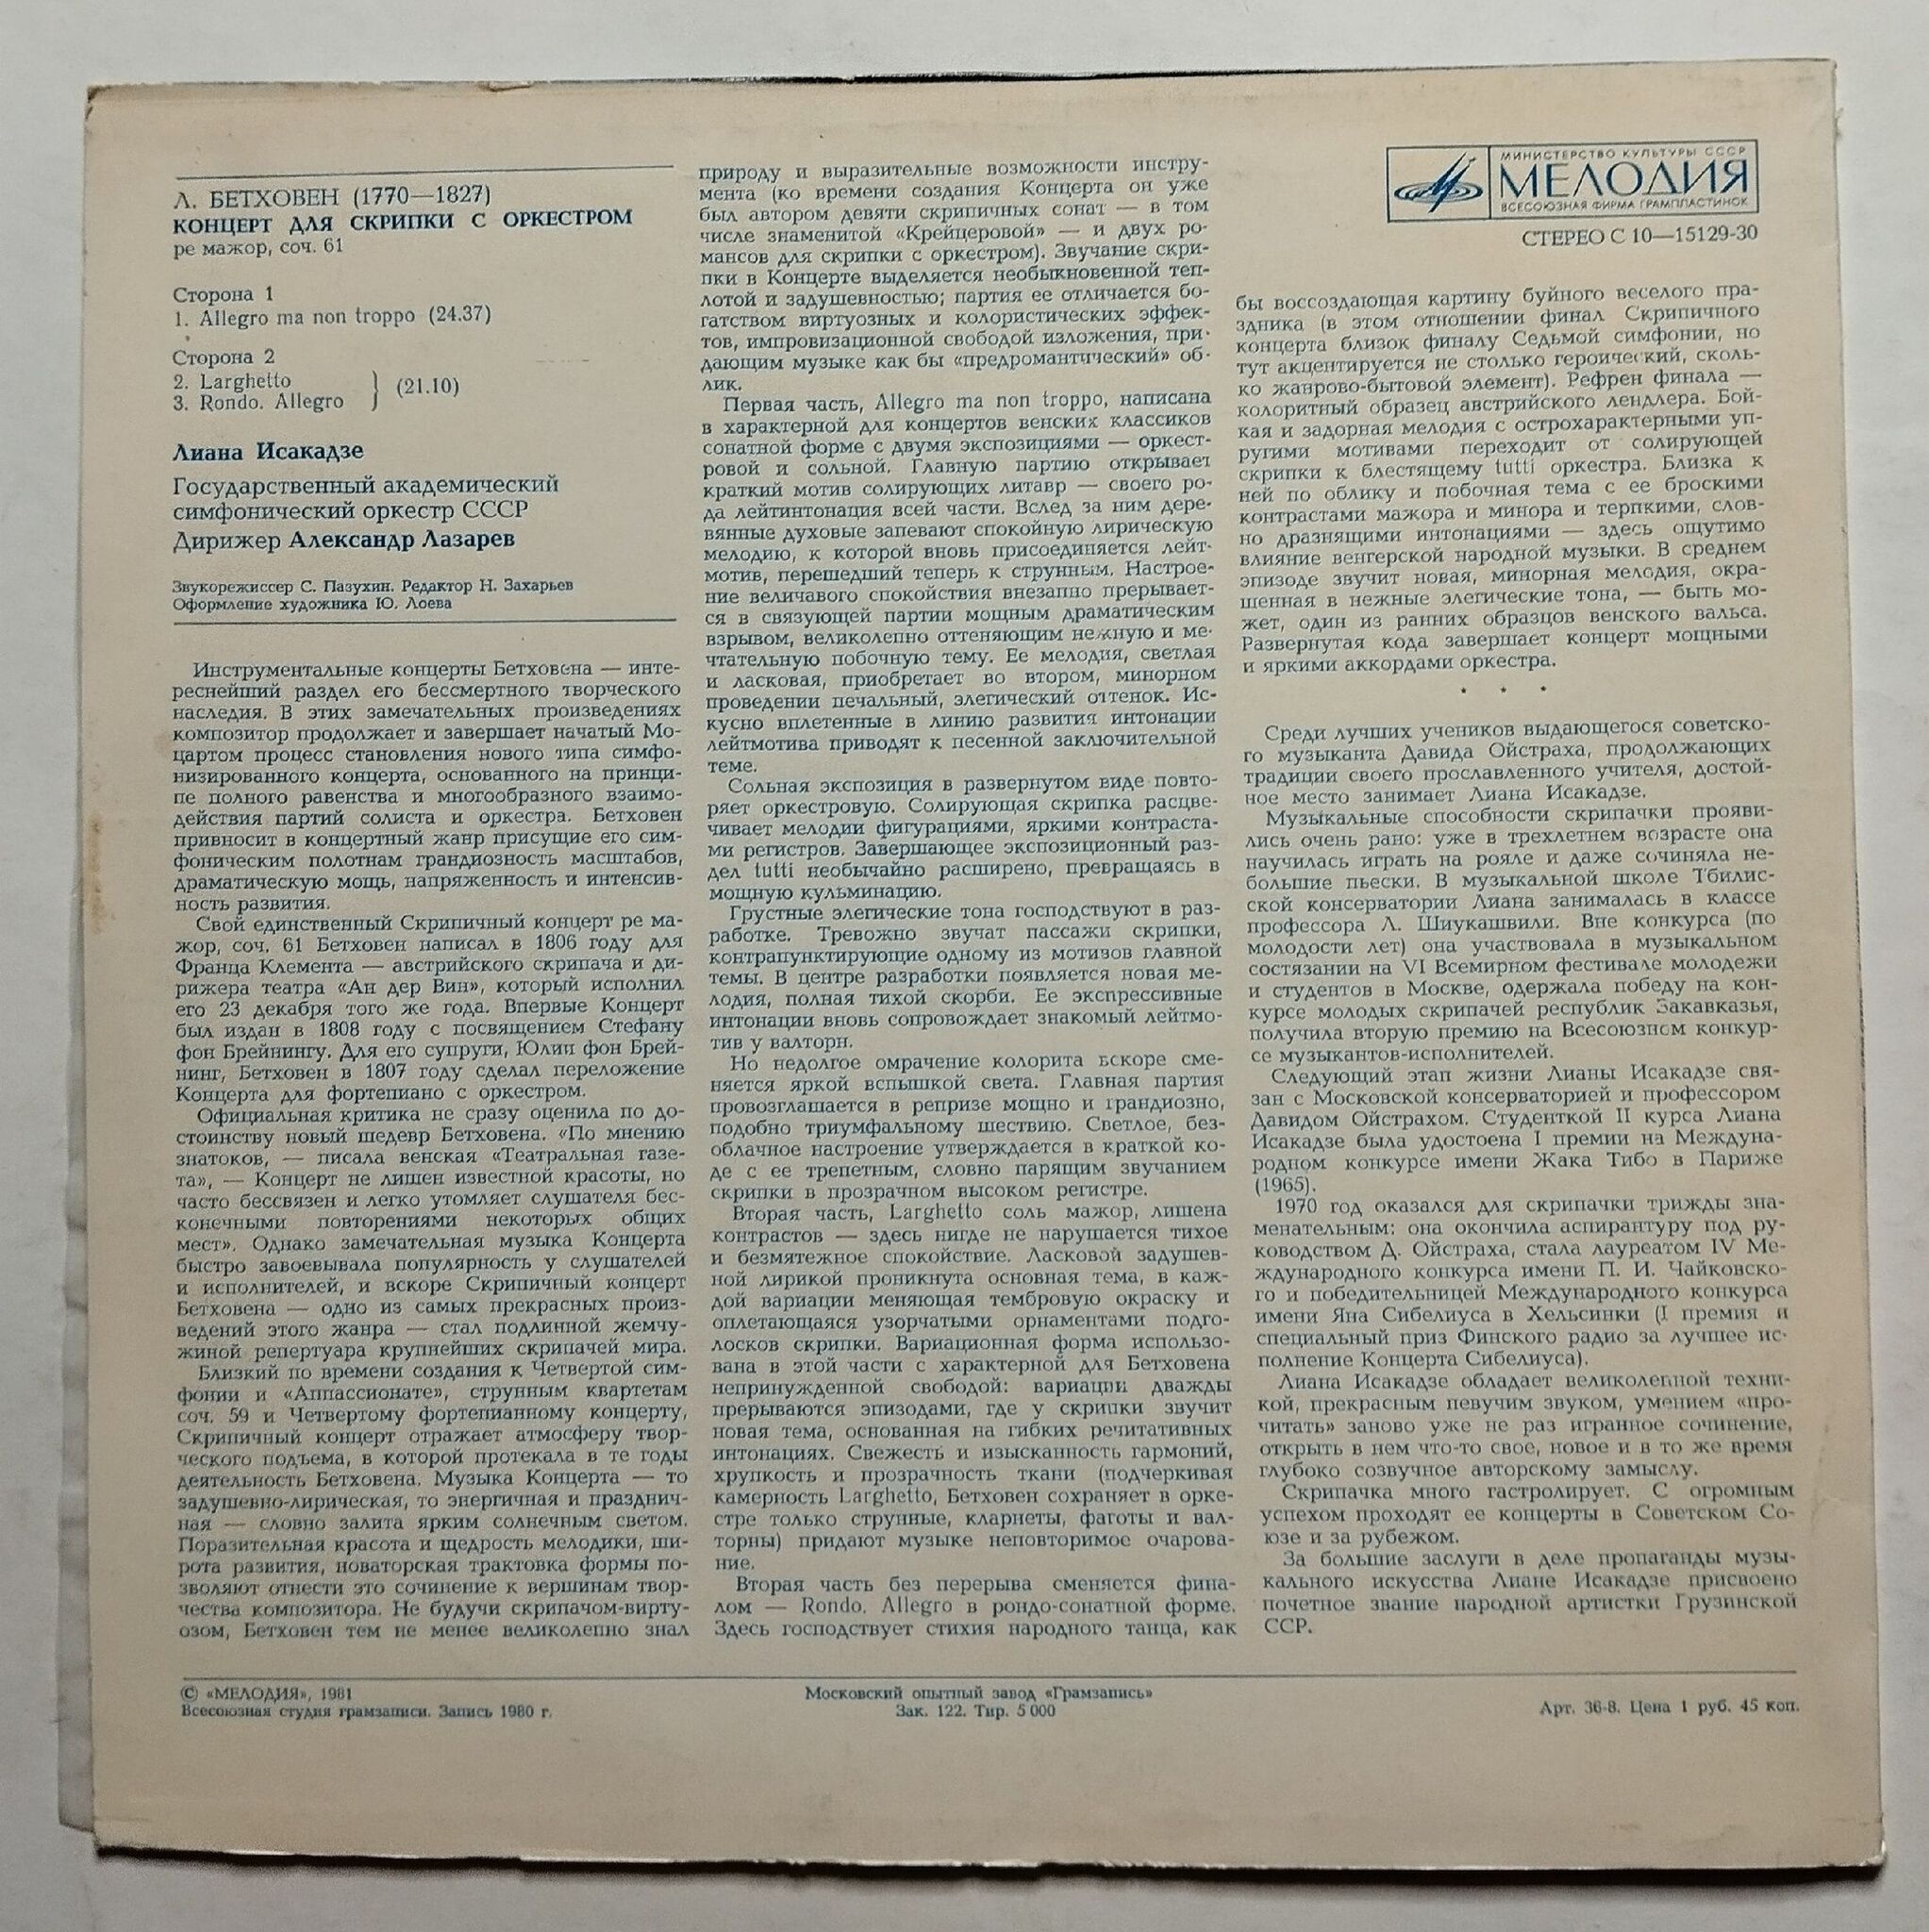 Л. БЕТХОВЕН (1770—1827)
КОНЦЕРТ ДЛЯ СКРИПКИ С ОРКЕСТРОМ
ре мажор, соч. 61
Сторона 1
1. Allegro ma non troppo (24.37)
Сторона 2
2. Larghetto
3. Rondo. Allegro } (21.10)
Лиана Исакадзе
Государственный академический
симфонический оркестр СССР
Дирижер Александр Лазарев
Звукорежиссер С. Пазухин. Редактор Н. Захарьев
Оформление художника Ю. Лоева
Инструментальные концерты Бетховена — инте-
реснейший раздел его бессмертного творческого
наследия. В этих замечательных произведениях
композитор продолжает и завершает начатый Мо-
цартом процесс становления нового типа симфо-
низированного концерта, основанного на принци-
пе полного равенства и многообразного взаимо-
действия партий солиста и оркестра. Бетховен
привносит в концертный жанр присущие его сим-
фоническим полотнам грандиозность масштабов,
драматическую мощь, напряженность и интенсив-
ность развития.
Свой единственный Скрипичный концерт ре ма-
жор, соч. 61 Бетховен написал в 1806 году для
Франца Клемента — австрийского скрипача и ди-
рижера театра «Ан дер Вин», который исполнил
его 23 декабря того же года. Впервые Концерт
был издан в 1808 году с посвящением Стефану
фон Брейнингу. Для его супруги, Юлии фон Брей-
нинг, Бетховен в 1807 году сделал переложение
Концерта для фортепиано с оркестром.
Официальная критика не сразу оценила по до-
стоинству новый шедевр Бетховена. «По мнению
знатоков, — писала венская «Театральная газе-
та», — Концерт не лишен известной красоты, но
часто бессвязен и легко утомляет слушателя бес-
конечными повторениями некоторых общих
мест». Однако замечательная музыка Концерта
быстро завоевывала популярность у слушателей
и исполнителей, и вскоре Скрипичный концерт
Бетховена — одно из самых прекрасных произ-
ведений этого жанра — стал подлинной жемчу-
жиной репертуара крупнейших скрипачей мира.
Близкий по времени создания к Четвертой сим-
фонии и «Аппассионате», струнным квартетам
соч. 59 и Четвертому фортепианному концерту,
Скрипичный концерт отражает атмосферу твор-
ческого подъема, в которой протекала в те годы
деятельность Бетховена. Музыка Концерта — то
задушевно-лирическая, то энергичная и празднич-
ная — словно залита ярким солнечным светом.
Поразительная красота и щедрость мелодики, ши-
рота развития, новаторская трактовка формы по-
зволяют отнести это сочинение к вершинам твор-
чества композитора. Не будучи скрипачом-вирту-
озом, Бетховен тем не менее великолепно знал
природу и выразительные возможности инстру-
мента (ко времени создания Концерта он уже
был автором девяти скрипичных сонат — в том
числе знаменитой «Крейцеровой» — и двух ро-
мансов для скрипки с оркестром). Звучание скри-
пки в Концерте выделяется необыкновенной теп-
лотой и задушевностью; партия ее отличается бо-
гатством виртуозных и колористических эффек-
тов, импровизационной свободой изложения, при-
дающим музыке как бы «предромантический» об-
лик.
Первая часть, Allegro ma non troppo, написана
в характерной для концертов венских классиков
сонатной форме с двумя экспозициями — оркест-
ровой и сольной. Главную партию открывает
краткий мотив солирующих литавр — своего ро-
да лейтинтонация всей части. Вслед за ним дере-
вянные духовые запевают спокойную лирическую
мелодию, к которой вновь присоединяется лейт-
мотив, перешедший теперь к струнным. Настрое-
ние величавого спокойствия внезапно прерывает-
ся в связующей партии мощным драматическим
взрывом, великолепно оттеняющим нежную и ме-
чтательную побочную тему. Ее мелодия, светлая
и ласковая, приобретает во втором, минорном
проведении печальный, элегический оттенок. Ис-
кусно вплетенные в линию развития интонации
лейтмотива приводят к песенной заключительной
теме.
Сольная экспозиция в развернутом виде повто-
ряет оркестровую. Солирующая скрипка расцве-
чивает мелодии фигурациями, яркими контраста-
ми регистров. Завершающее экспозиционный раз-
дел tutti необычайно расширено, превращаясь в
мощную кульминацию.
Грустные элегические тона господствуют в раз-
работке. Тревожно звучат пассажи скрипки,
контрапунктирующие одному из мотивов главной
темы. В центре разработки появляется новая ме-
лодия, полная тихой скорби. Ее экспрессивные
интонации вновь сопровождает знакомый лейтмо-
тив у валторн.
Но недолгое омрачение колорита вскоре сме-
няется яркой вспышкой света. Главная партия
провозглашается в репризе мощно и грандиозно,
подобно триумфальному шествию. Светлое, без-
облачное настроение утверждается в краткой ко-
де с ее трепетным, словно парящим звучанием
скрипки в прозрачном высоком регистре.
Вторая часть, Larghetto соль мажор, лишена
контрастов — здесь нигде не нарушается тихое
и безмятежное спокойствие. Ласковой задушев-
ной лирикой проникнута основная тема, в каж-
дой вариации меняющая тембровую окраску и
оплетающаяся узорчатыми орнаментами подго-
лосков скрипки. Вариационная форма использо-
вана в этой части с характерной для Бетховена
непринужденной свободой: вариации дважды
прерываются эпизодами, где у скрипки звучит
новая тема, основанная на гибких речитативных
интонациях. Свежесть и изысканность гармоний,
хрупкость и прозрачность ткани (подчеркивая
камерность Larghetto, Бетховен сохраняет в орке-
стре только струнные, кларнеты, фаготы и вал-
торны) придают музыке неповторимое очарова-
ние.
Вторая часть без перерыва сменяется фина-
лом — Rondo. Allegro в рондо-сонатной форме.
Здесь господствует стихия народного танца, как
МИНИСТЕРСТВО КУЛЬТУРЫ СССР
МЕЛОДИЯ
ВСЕСОЮЗНАЯ ФИРМА ГРАМПЛАСТИНОК
СТЕРЕО С 10—15129-30
бы воссоздающая картину буйного веселого пра-
здника (в этом отношении финал Скрипичного
концерта близок финалу Седьмой симфонии, но
тут акцентируется не столько героический, сколь-
ко жанрово-бытовой элемент). Рефрен финала —
колоритный образец австрийского лендлера. Бой-
кая и задорная мелодия с острохарактерными уп-
ругими мотивами переходит от солирующей
скрипки к блестящему tutti оркестра. Близка к
ней по облику и побочная тема с ее броскими
контрастами мажора и минора и терпкими, слов-
но дразнящими интонациями — здесь ощутимо
влияние венгерской народной музыки. В среднем
эпизоде звучит новая, минорная мелодия, окра-
шенная в нежные элегические тона, — быть мо-
жет, один из ранних образцов венского вальса.
Развернутая кода завершает концерт мощными
и яркими аккордами оркестра.
* * *
Среди лучших учеников выдающегося советско-
го музыканта Давида Ойстраха, продолжающих
традиции своего прославленного учителя, достой-
ное место занимает Лиана Исакадзе.
Музыкальные способности скрипачки прояви-
лись очень рано: уже в трехлетнем возрасте она
научилась играть на рояле и даже сочиняла не-
большие пьески. В музыкальной школе Тбилис-
ской консерватории Лиана занималась в классе
профессора Л. Шиукашвили. Вне конкурса (по
молодости лет) она участвовала в музыкальном
состязании на VI Всемирном фестивале молодежи
и студентов в Москве, одержала победу на кон-
курсе молодых скрипачей республик Закавказья,
получила вторую премию на Всесоюзном конкур-
се музыкантов-исполнителей.
Следующий этап жизни Лианы Исакадзе свя-
зан с Московской консерваторией и профессором
Давидом Ойстрахом. Студенткой II курса Лиана
Исакадзе была удостоена I премии на Междуна-
родном конкурсе имени Жака Тибо в Париже
(1965).
1970 год оказался для скрипачки трижды зна-
менательным: она окончила аспирантуру под ру-
ководством Д. Ойстраха, стала лауреатом IV Ме-
ждународного конкурса имени П. И. Чайковско-
го и победительницей Международного конкурса
имени Яна Сибелиуса в Хельсинки (I премия и
специальный приз Финского радио за лучшее ис-
полнение Концерта Сибелиуса).
Лиана Исакадзе обладает великолепной техни-
кой, прекрасным певучим звуком, умением «про-
читать» заново уже не раз игранное сочинение,
открыть в нем что-то свое, новое и в то же время
глубоко созвучное авторскому замыслу.
Скрипачка много гастролирует. С огромным
успехом проходят ее концерты в Советском Со-
юзе и за рубежом.
За большие заслуги в деле пропаганды музы-
кального искусства Лиане Исакадзе присвоено
почетное звание народной артистки Грузинской
ССР.
© «МЕЛОДИЯ», 1981
Всесоюзная студия грамзаписи. Запись 1980 г.
Московский опытный завод «Грамзапись»
Зак. 122. Тир. 5 000
Арт. 36-8. Цена 1 руб. 45 коп.